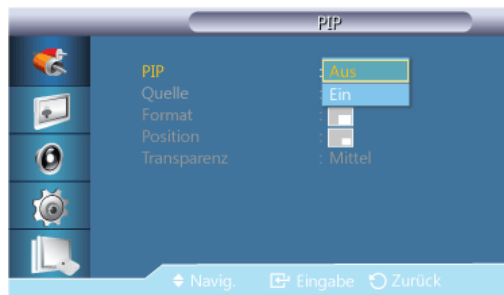 PIP
PIP : Aus
Quelle : Ein
Format :
Position :
Transparenz : Mittel
Navig. Eingabe Zurück